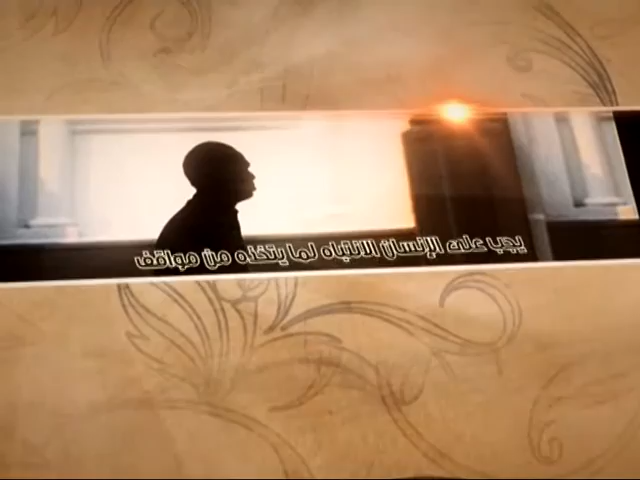 يجب على الإنسان الانتباه لما يتخذه من مواقف